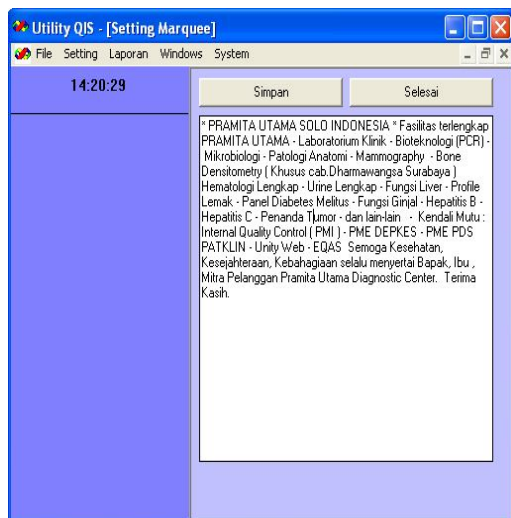 Utility QIS - [Setting Marquee]
File Setting Laporan Windows System
14:20:29
Simpan Selesai
* PRAMITA UTAMA SOLO INDONESIA * Fasilitas terlengkap
PRAMITA UTAMA - Laboratorium Klinik - Bioteknologi (PCR) -
Mikrobiologi - Patologi Anatomi - Mammography - Bone
Densitometry ( Khusus cab.Dharmawangsa Surabaya )
Hematologi Lengkap - Urine Lengkap - Fungsi Liver - Profile
Lemak - Panel Diabetes Melitus - Fungsi Ginjal - Hepatitis B -
Hepatitis C - Penanda Tumor - dan lain-lain - Kendali Mutu :
Internal Quality Control ( PMI ) - PME DEPKES - PME PDS
PATKLIN - Unity Web - EQAS Semoga Kesehatan,
Kesejahteraan, Kebahagiaan selalu menyertai Bapak, Ibu ,
Mitra Pelanggan Pramita Utama Diagnostic Center. Terima
Kasih.